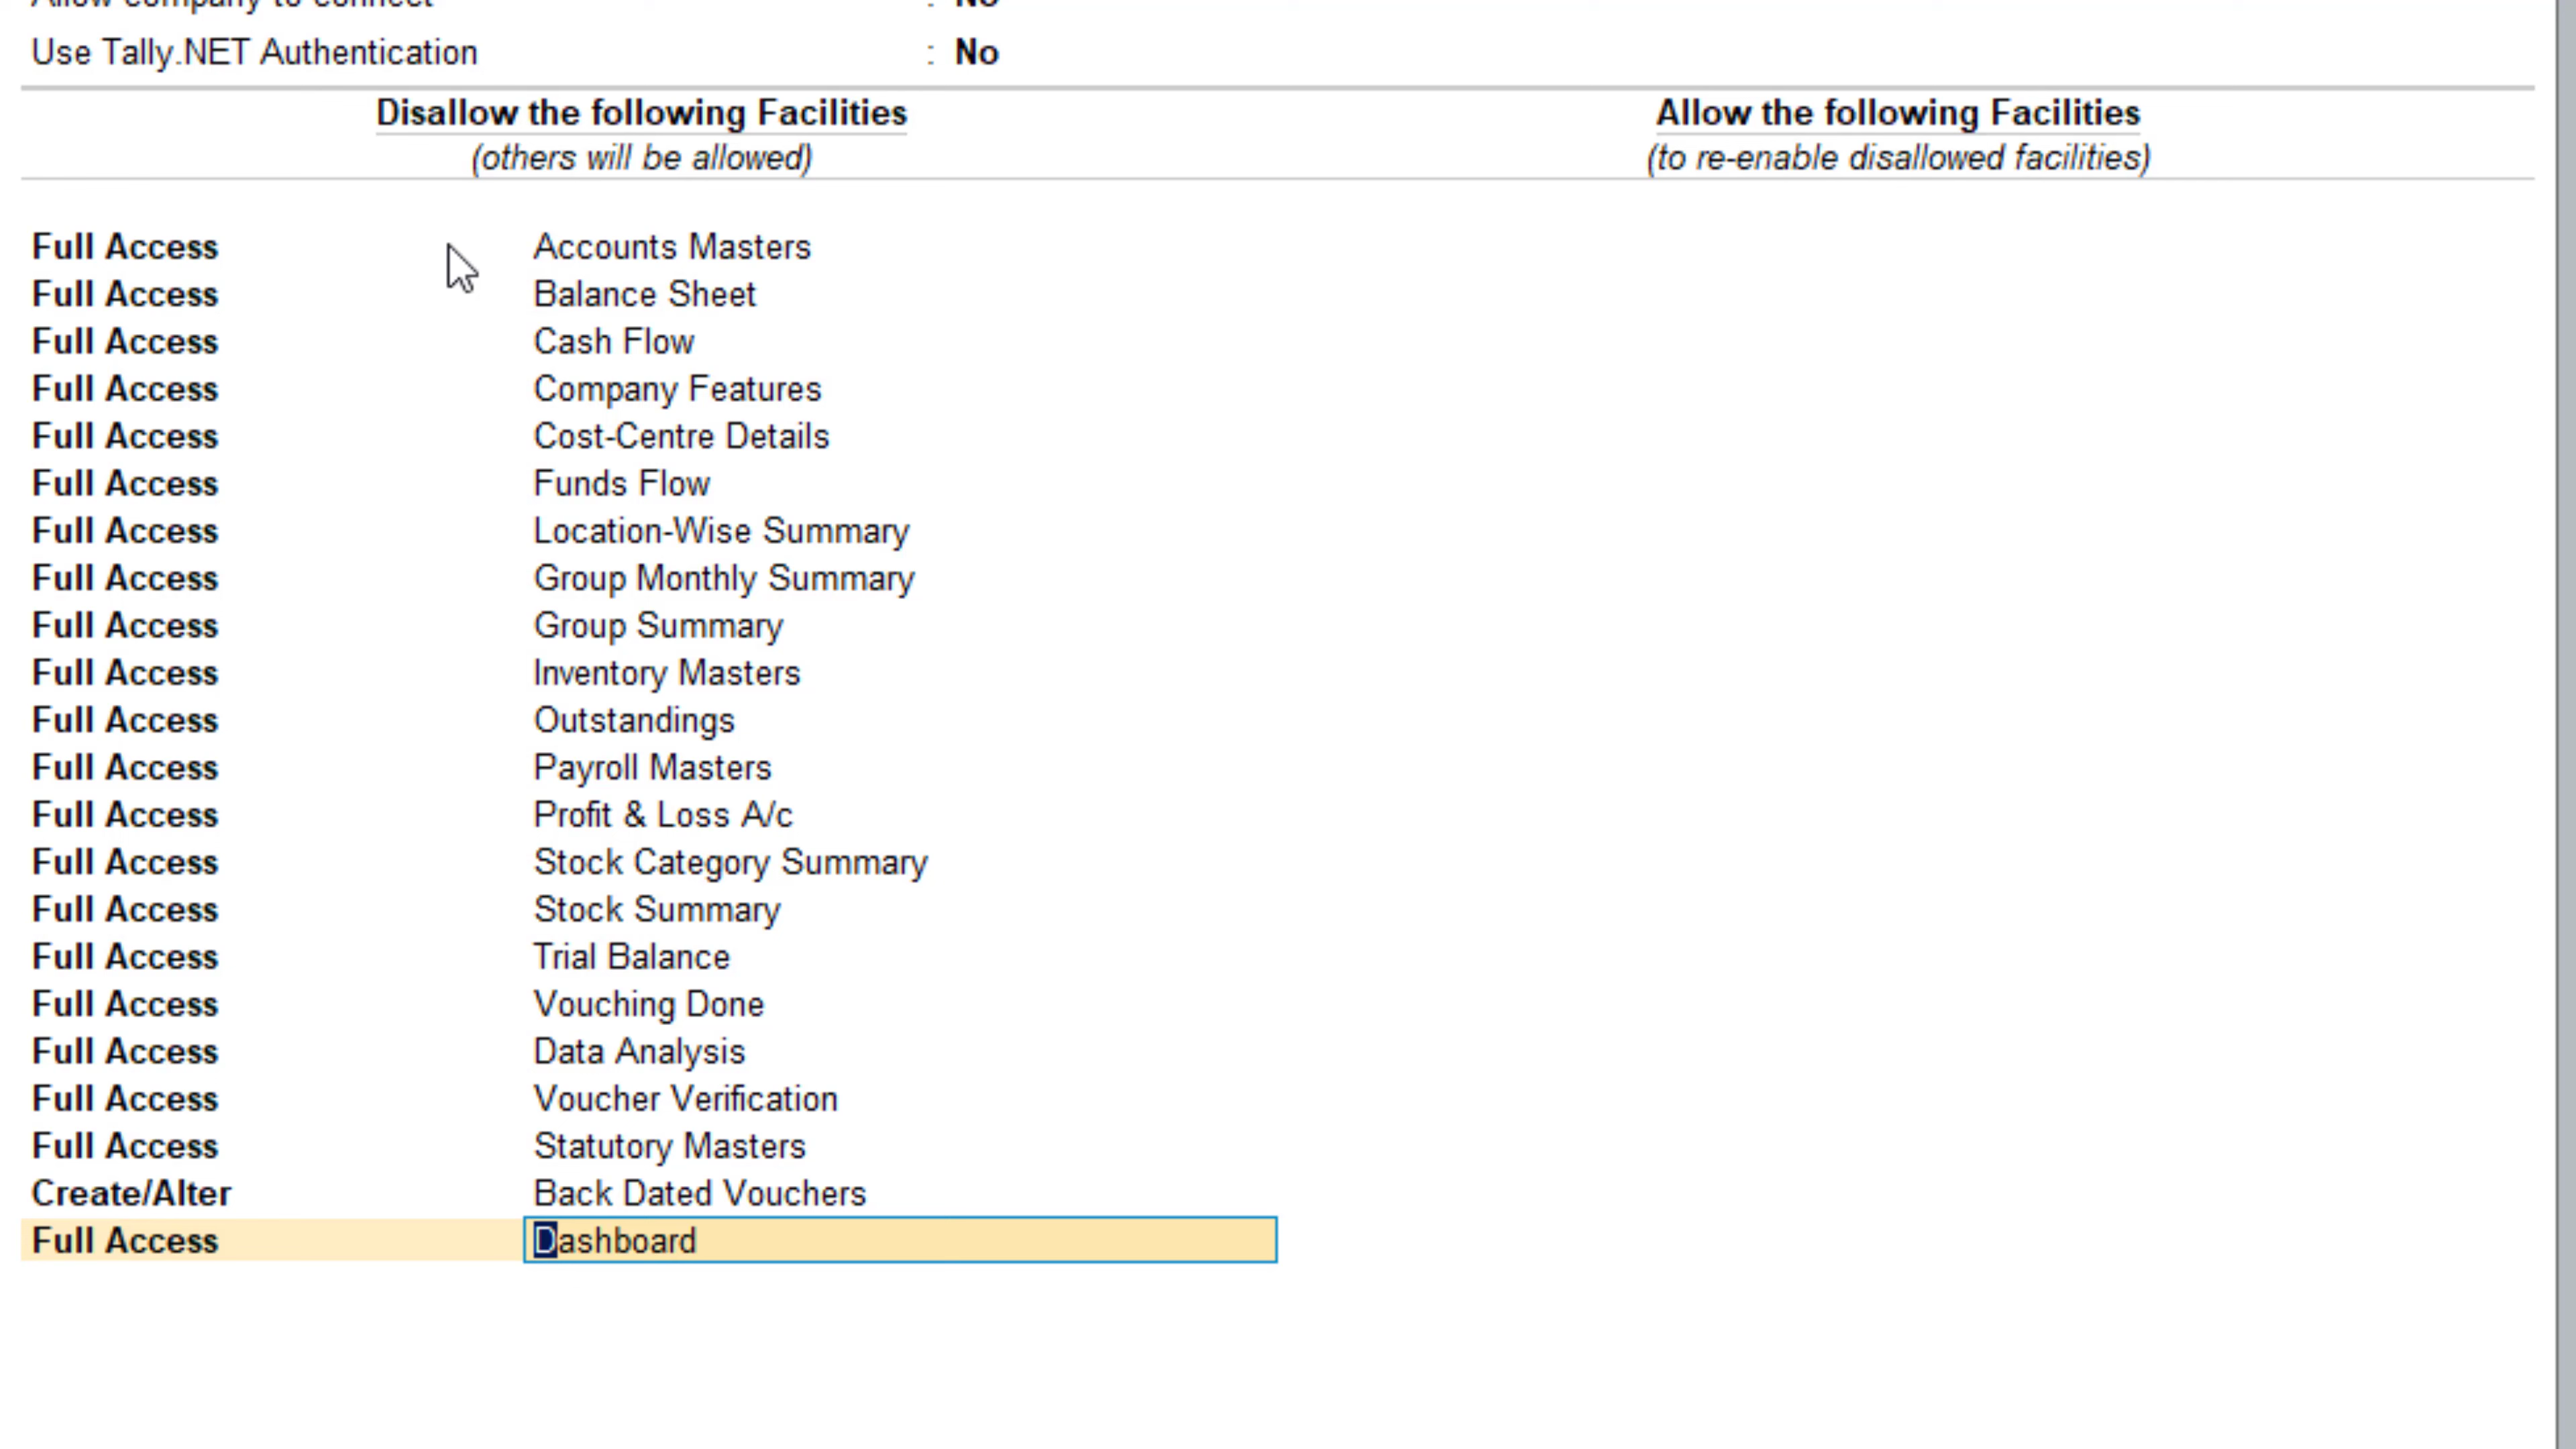 Allow company to connect : No
Use Tally.NET Authentication : No
Disallow the following Facilities Allow the following Facilities
(others will be allowed) (to re-enable disallowed facilities)
Full Access Accounts Masters
Full Access Balance Sheet
Full Access Cash Flow
Full Access Company Features
Full Access Cost-Centre Details
Full Access Funds Flow
Full Access Location-Wise Summary
Full Access Group Monthly Summary
Full Access Group Summary
Full Access Inventory Masters
Full Access Outstandings
Full Access Payroll Masters
Full Access Profit & Loss A/c
Full Access Stock Category Summary
Full Access Stock Summary
Full Access Trial Balance
Full Access Vouching Done
Full Access Data Analysis
Full Access Voucher Verification
Full Access Statutory Masters
Create/Alter Back Dated Vouchers
Full Access Dashboard